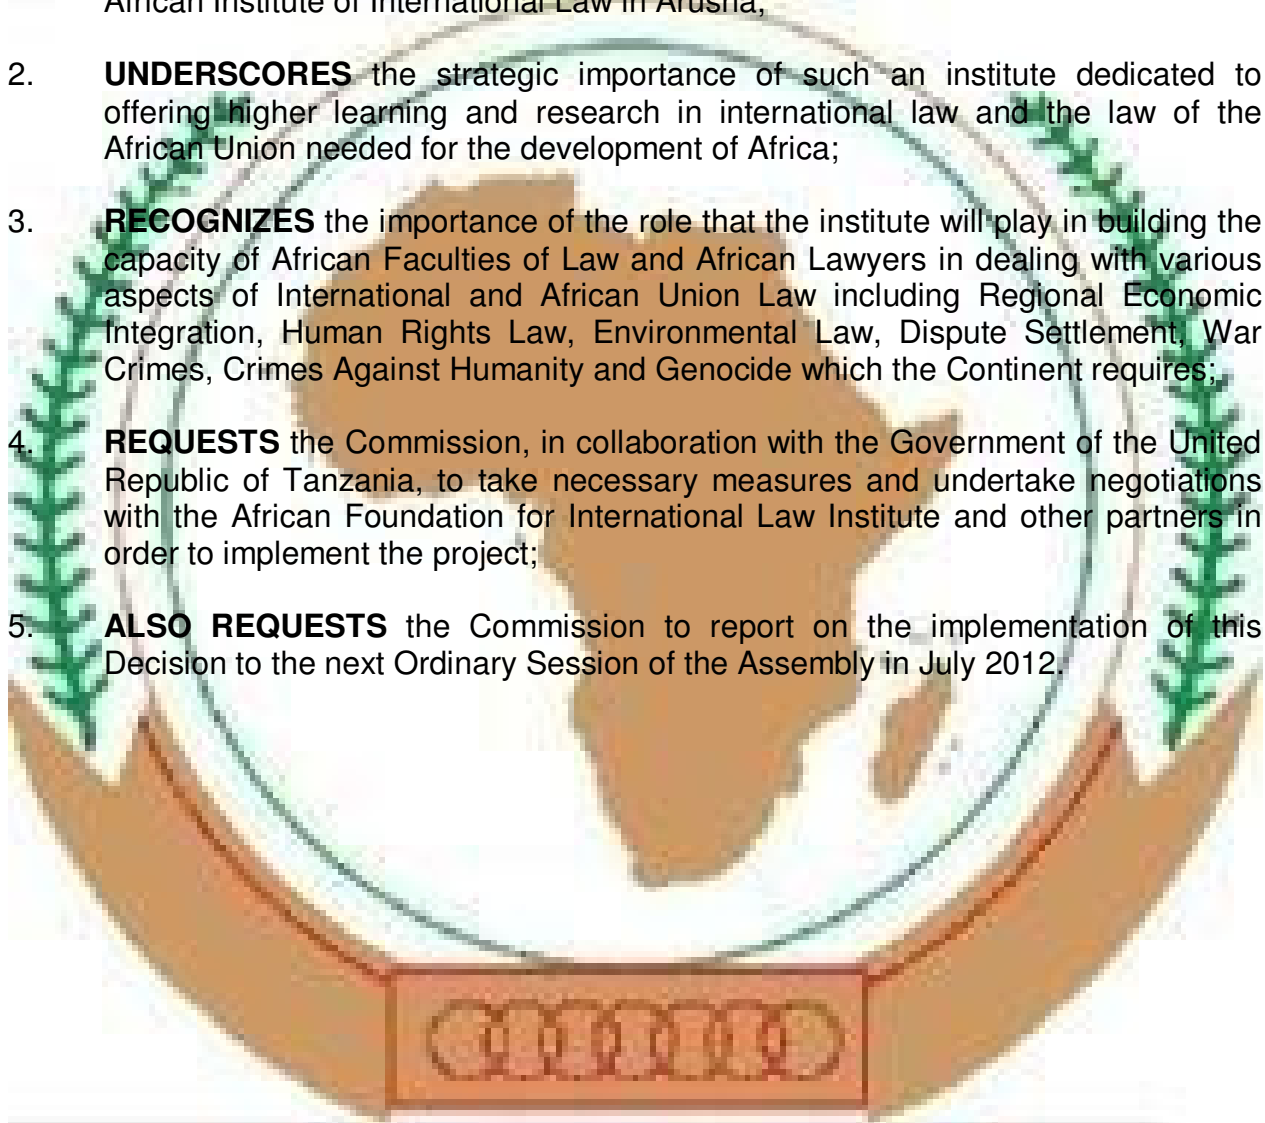 African Institute of International Law in Arusha;
2. UNDERSCORES the strategic importance of such an institute dedicated to
offering higher learning and research in international law and the law of the
African Union needed for the development of Africa;
3. RECOGNIZES the importance of the role that the institute will play in building the
capacity of African Faculties of Law and African Lawyers in dealing with various
aspects of International and African Union Law including Regional Economic
Integration, Human Rights Law, Environmental Law, Dispute Settlement, War
Crimes, Crimes Against Humanity and Genocide which the Continent requires;
4. REQUESTS the Commission, in collaboration with the Government of the United
Republic of Tanzania, to take necessary measures and undertake negotiations
with the African Foundation for International Law Institute and other partners in
order to implement the project;
5. ALSO REQUESTS the Commission to report on the implementation of this
Decision to the next Ordinary Session of the Assembly in July 2012.